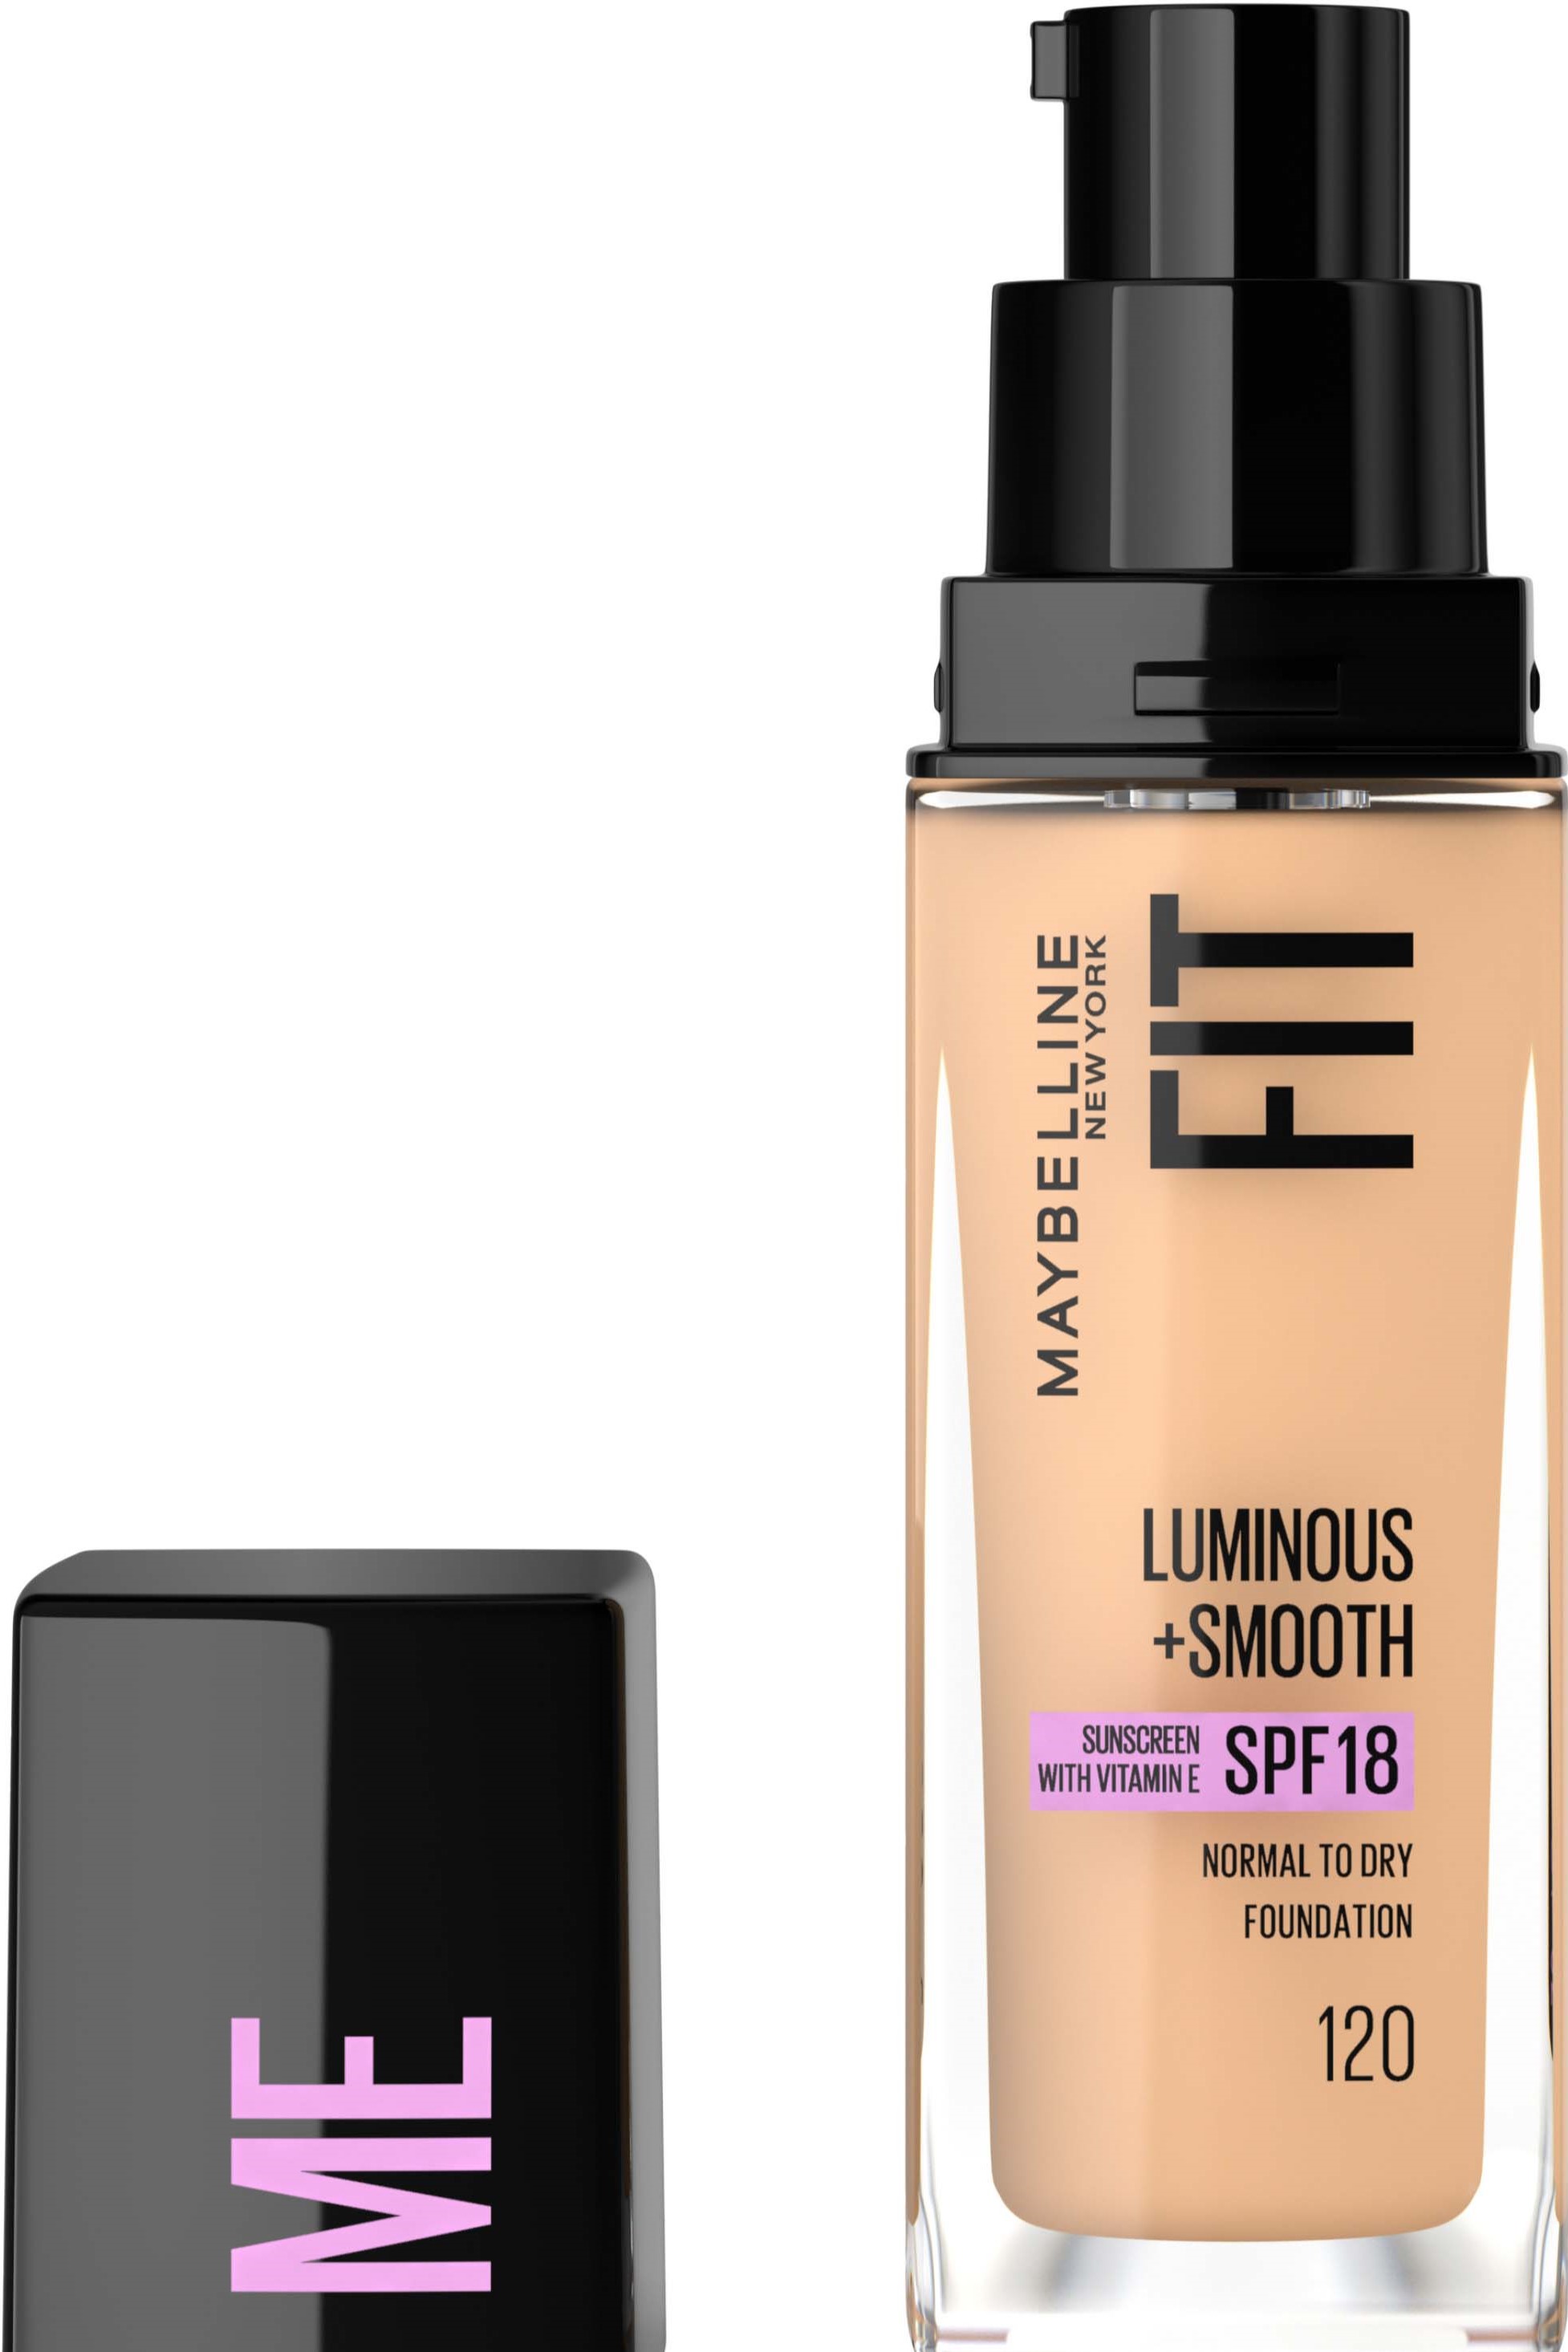 MAYBELLINE
NEW YORK
FIT
LUMINOUS
+SMOOTH
SUNSCREEN
WITH VITAMIN E
SPF18
NORMAL TO DRY
FOUNDATION
120
ME